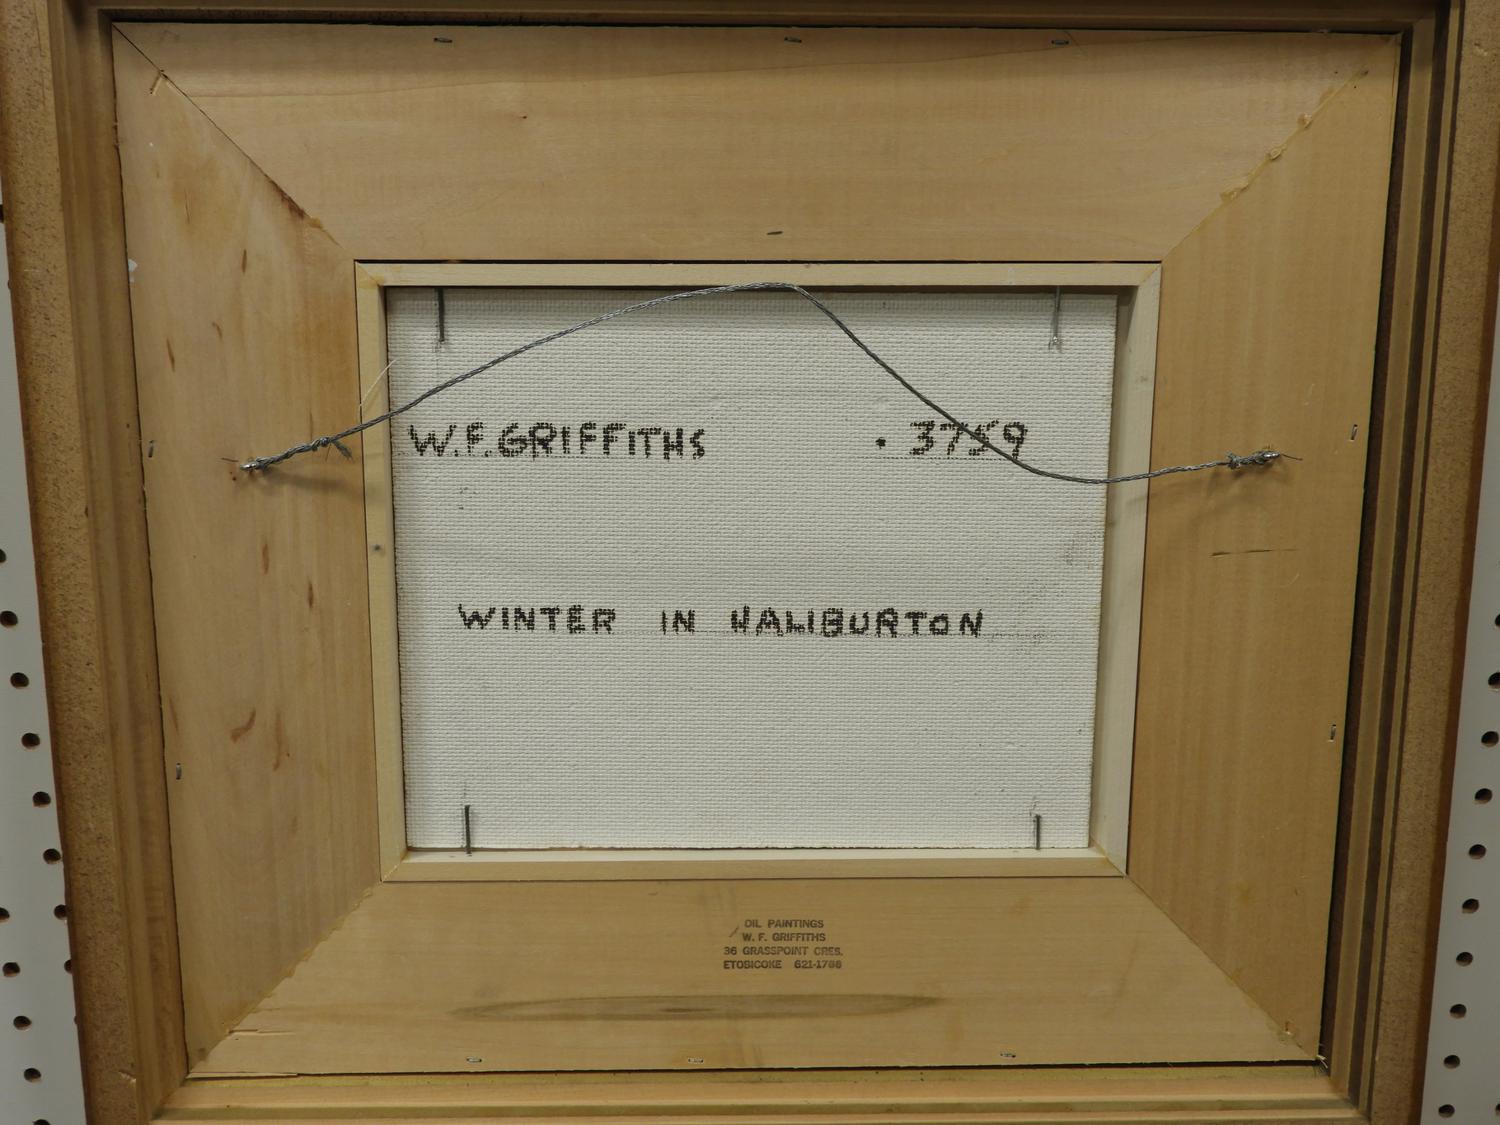 W.F.GRIFFITHS . 3759
WINTER IN HALIBURTON
OIL PAINTINGS
W. F. GRIFFITHS
36 GRASSPOINT CRES.
ETOBICOKE 621-1786